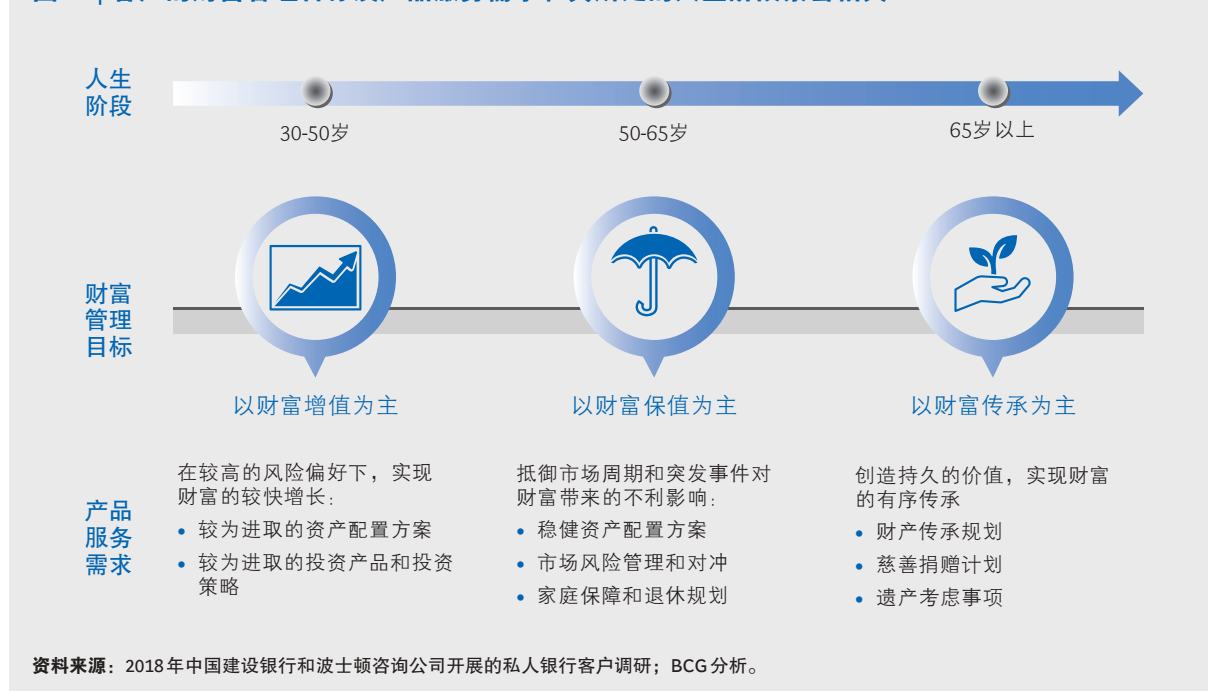 人生
阶段
30-50岁
50-65岁
65岁以上
财富
管理
目标
以财富增值为主
以财富保值为主
以财富传承为主
产品
服务
需求
在较高的风险偏好下，实现
财富的较快增长：
• 较为进取的资产配置方案
• 较为进取的投资产品和投资
策略
抵御市场周期和突发事件对
财富带来的不利影响：
• 稳健资产配置方案
• 市场风险管理和对冲
• 家庭保障和退休规划
创造持久的价值，实现财富
的有序传承
• 财产传承规划
• 慈善捐赠计划
• 遗产考虑事项
资料来源：2018年中国建设银行和波士顿咨询公司开展的私人银行客户调研；BCG分析。